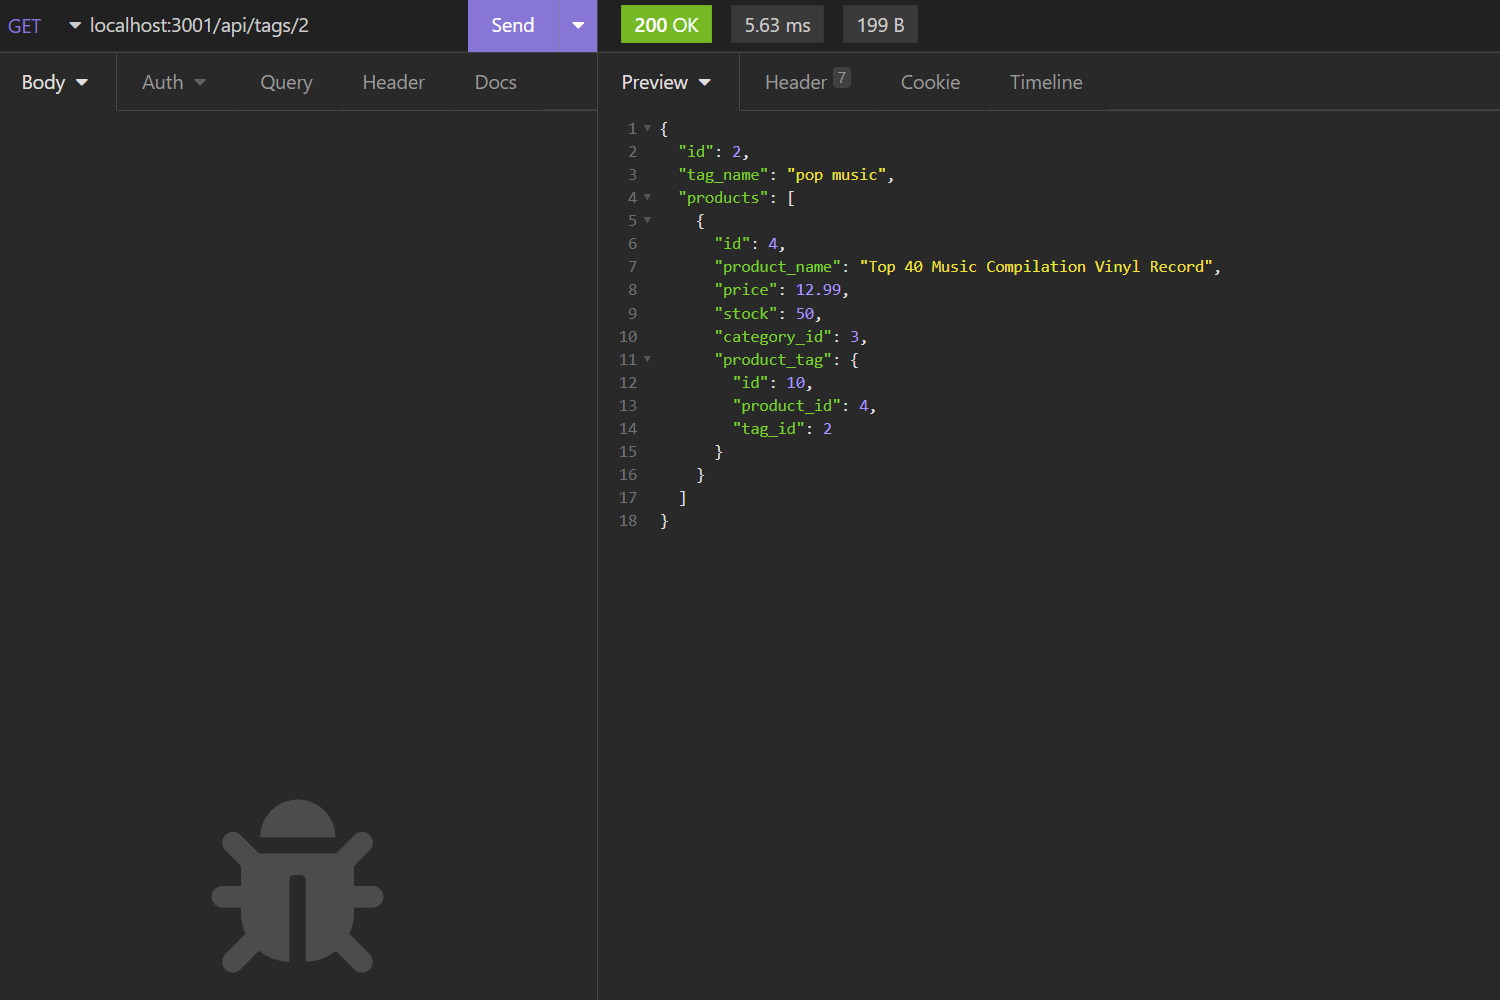 GET localhost:3001/api/tags/2 Send 200 OK 5.63 ms 199 B
Body Auth Query Header Docs Preview Header 7 Cookie Timeline
1 {
2 "id": 2,
3 "tag_name": "pop music",
4 "products": [
5 {
6 "id": 4,
7 "product_name": "Top 40 Music Compilation Vinyl Record",
8 "price": 12.99,
9 "stock": 50,
10 "category_id": 3,
11 "product_tag": {
12 "id": 10,
13 "product_id": 4,
14 "tag_id": 2
15 }
16 }
17 ]
18 }